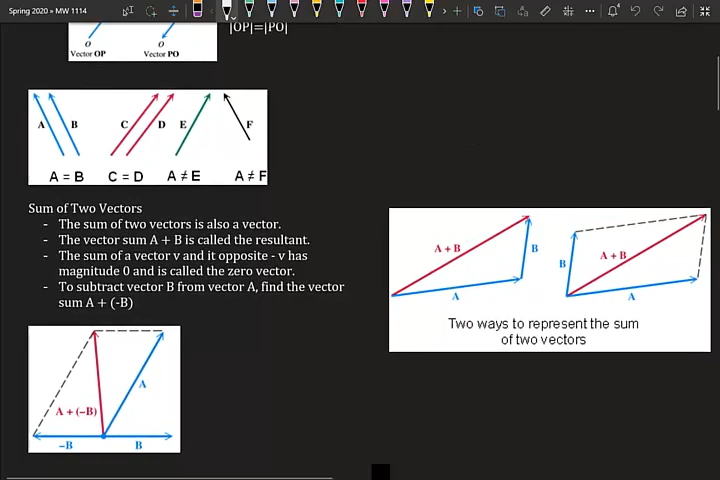 Spring 2020 » MW 1114
|OP|=|PO|
O
O
Vector OP
Vector PO
A
B
C
D
E
F
A = B
C = D
A ≠ E
A ≠ F
Sum of Two Vectors
- The sum of two vectors is also a vector.
- The vector sum A + B is called the resultant.
- The sum of a vector v and it opposite - v has
magnitude 0 and is called the zero vector.
- To subtract vector B from vector A, find the vector
sum A + (-B)
A + B
B
A
B
A + B
A
Two ways to represent the sum
of two vectors
A
A + (−B)
−B
B